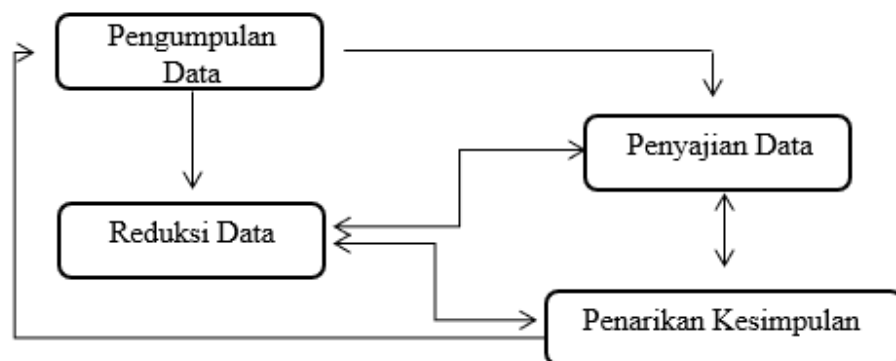 Pengumpulan
Data
Penyajian Data
Reduksi Data
Penarikan Kesimpulan